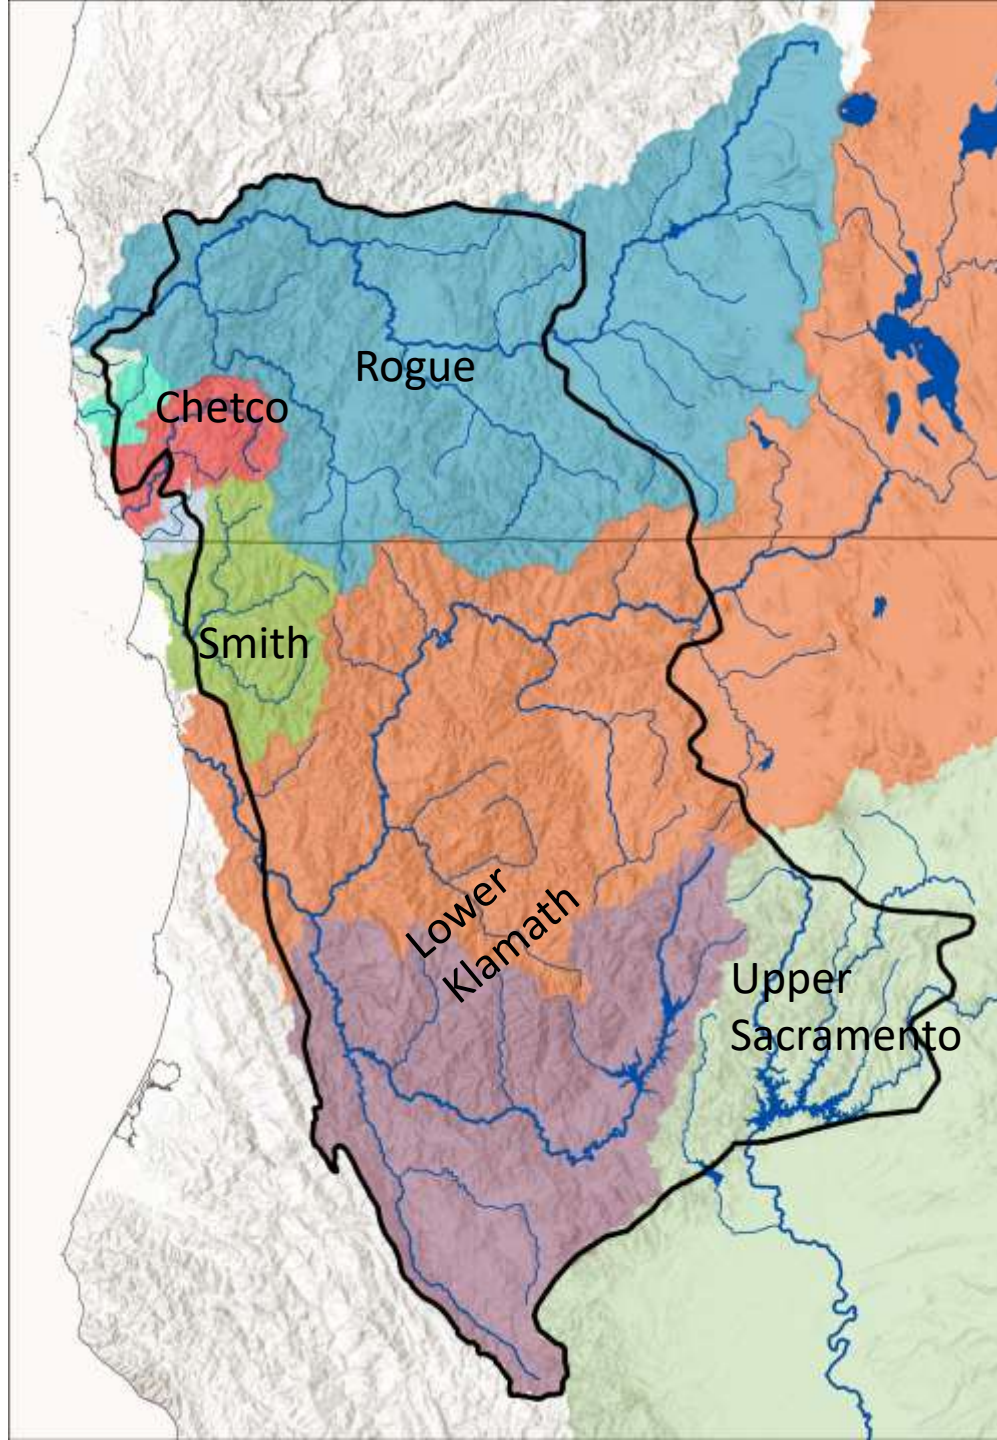 Rogue
Chetco
Smith
Lower
Klamath
Upper
Sacramento